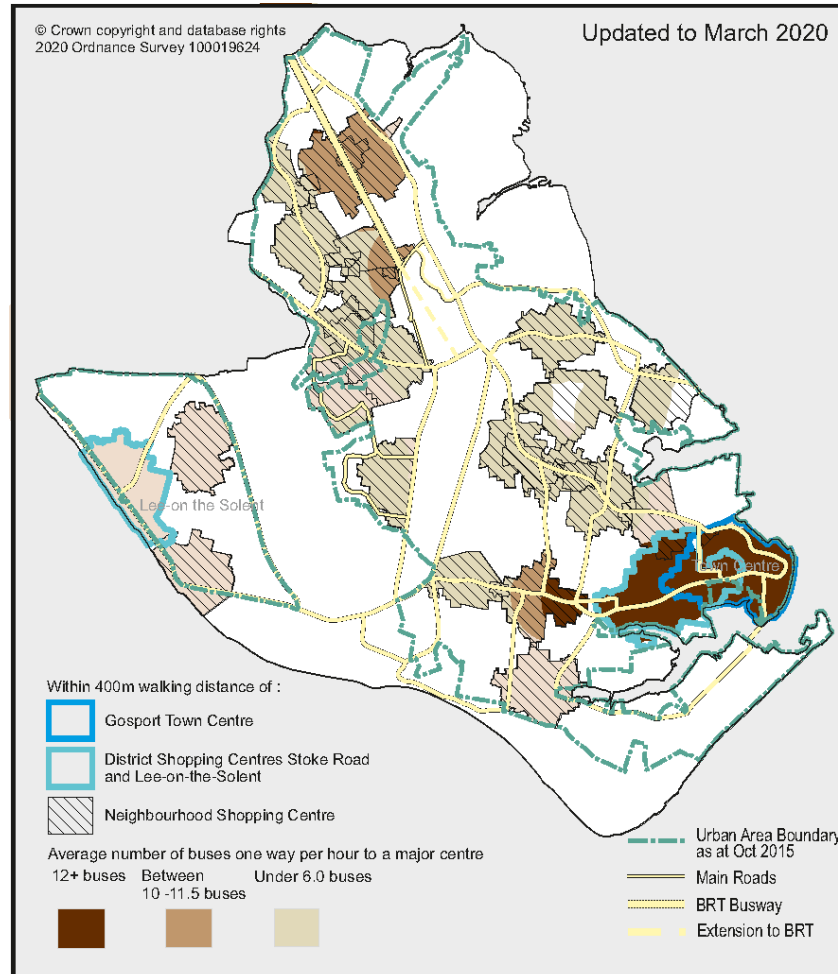 © Crown copyright and database rights
2020 Ordnance Survey 100019624
Updated to March 2020
Lee-on the Solent
Town Centre
Within 400m walking distance of :
Gosport Town Centre
District Shopping Centres Stoke Road
and Lee-on-the-Solent
Neighbourhood Shopping Centre
Average number of buses one way per hour to a major centre
12+ buses
Between
10 -11.5 buses
Under 6.0 buses
Urban Area Boundary
as at Oct 2015
Main Roads
BRT Busway
Extension to BRT